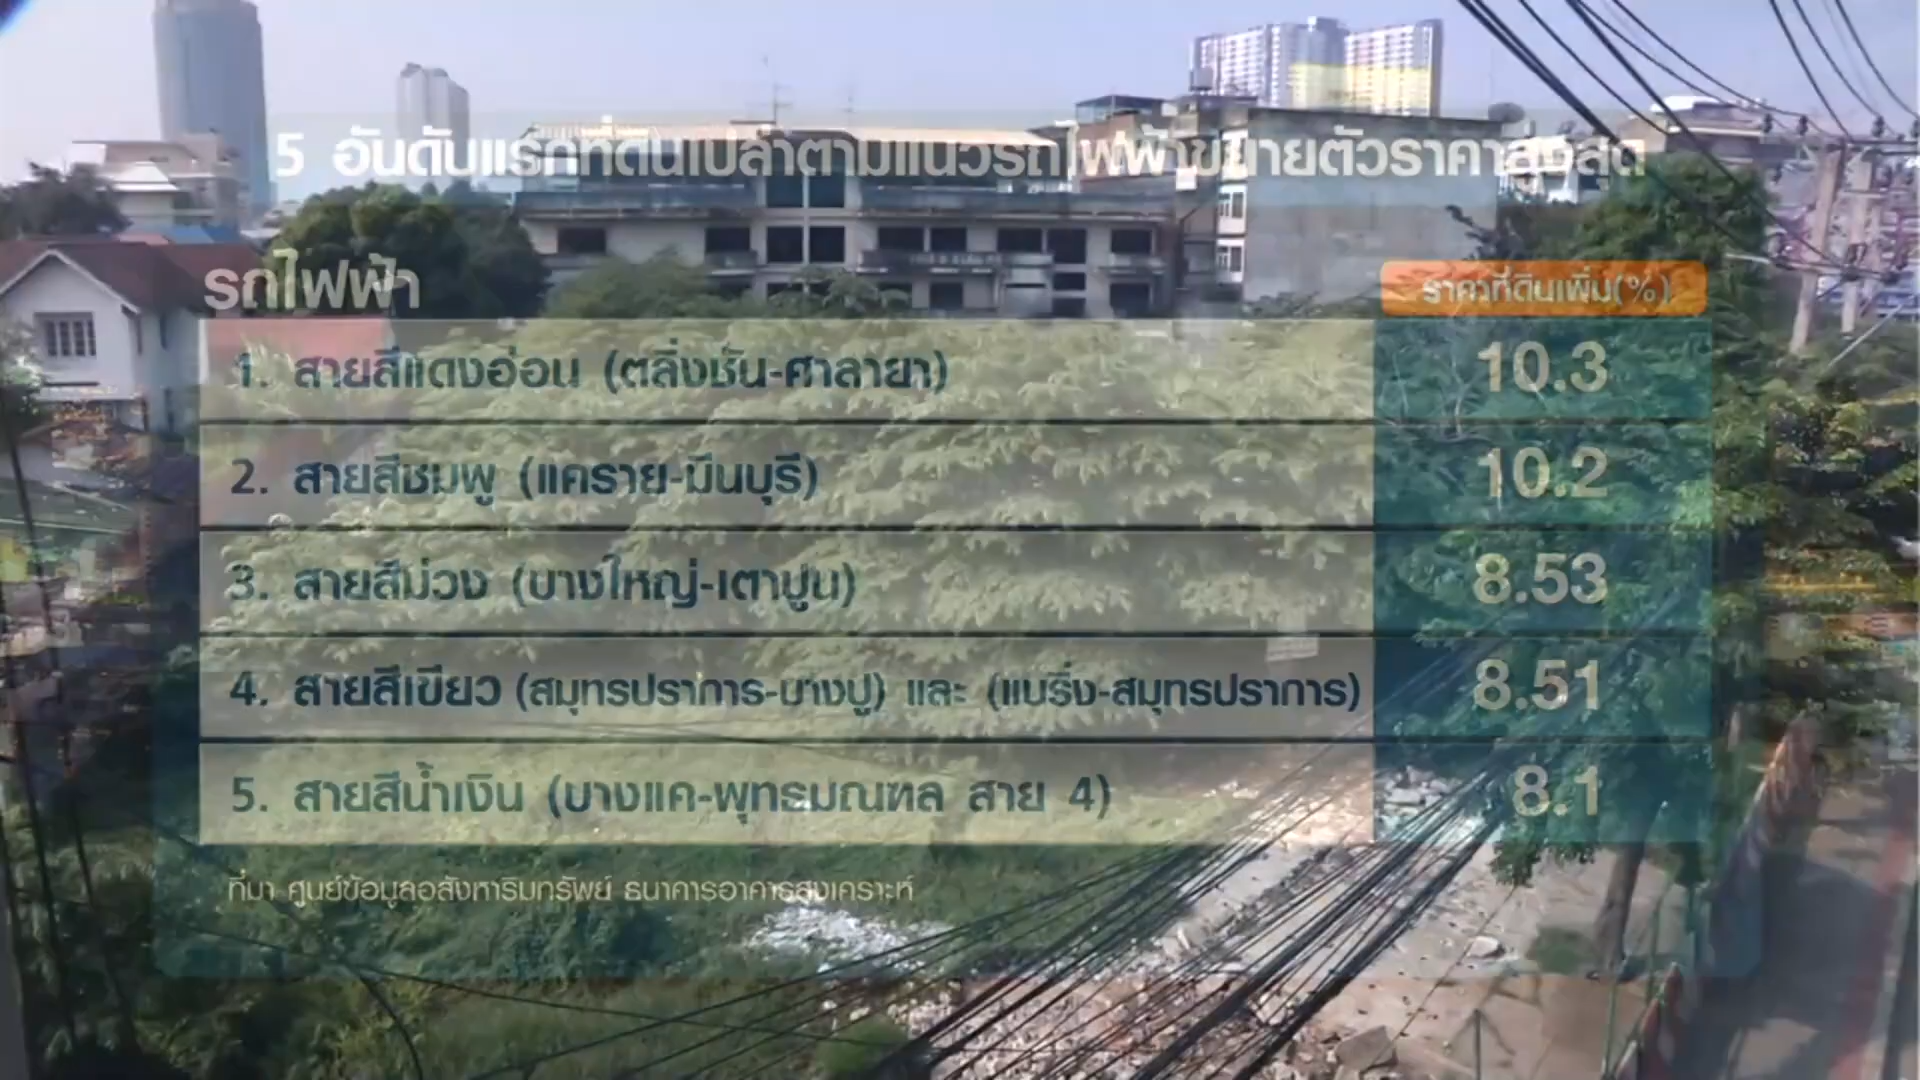 5 อันดับแรกที่ดินเปล่าตามแนวรถไฟฟ้าขยายตัวราคาสูงสุด
รถไฟฟ้า ราคาที่ดินเพิ่ม(%)
1. สายสีแดงอ่อน (ตลิ่งชัน-ศาลายา) 10.3
2. สายสีชมพู (แคราย-มีนบุรี) 10.2
3. สายสีม่วง (บางใหญ่-เตาปูน) 8.53
4. สายสีเขียว (สมุทรปราการ-บางปู) และ (แบริ่ง-สมุทรปราการ) 8.51
5. สายสีน้ำเงิน (บางแค-พุทธมณฑล สาย 4) 8.1
ที่มา ศูนย์ข้อมูลอสังหาริมทรัพย์ ธนาคารอาคารสงเคราะห์